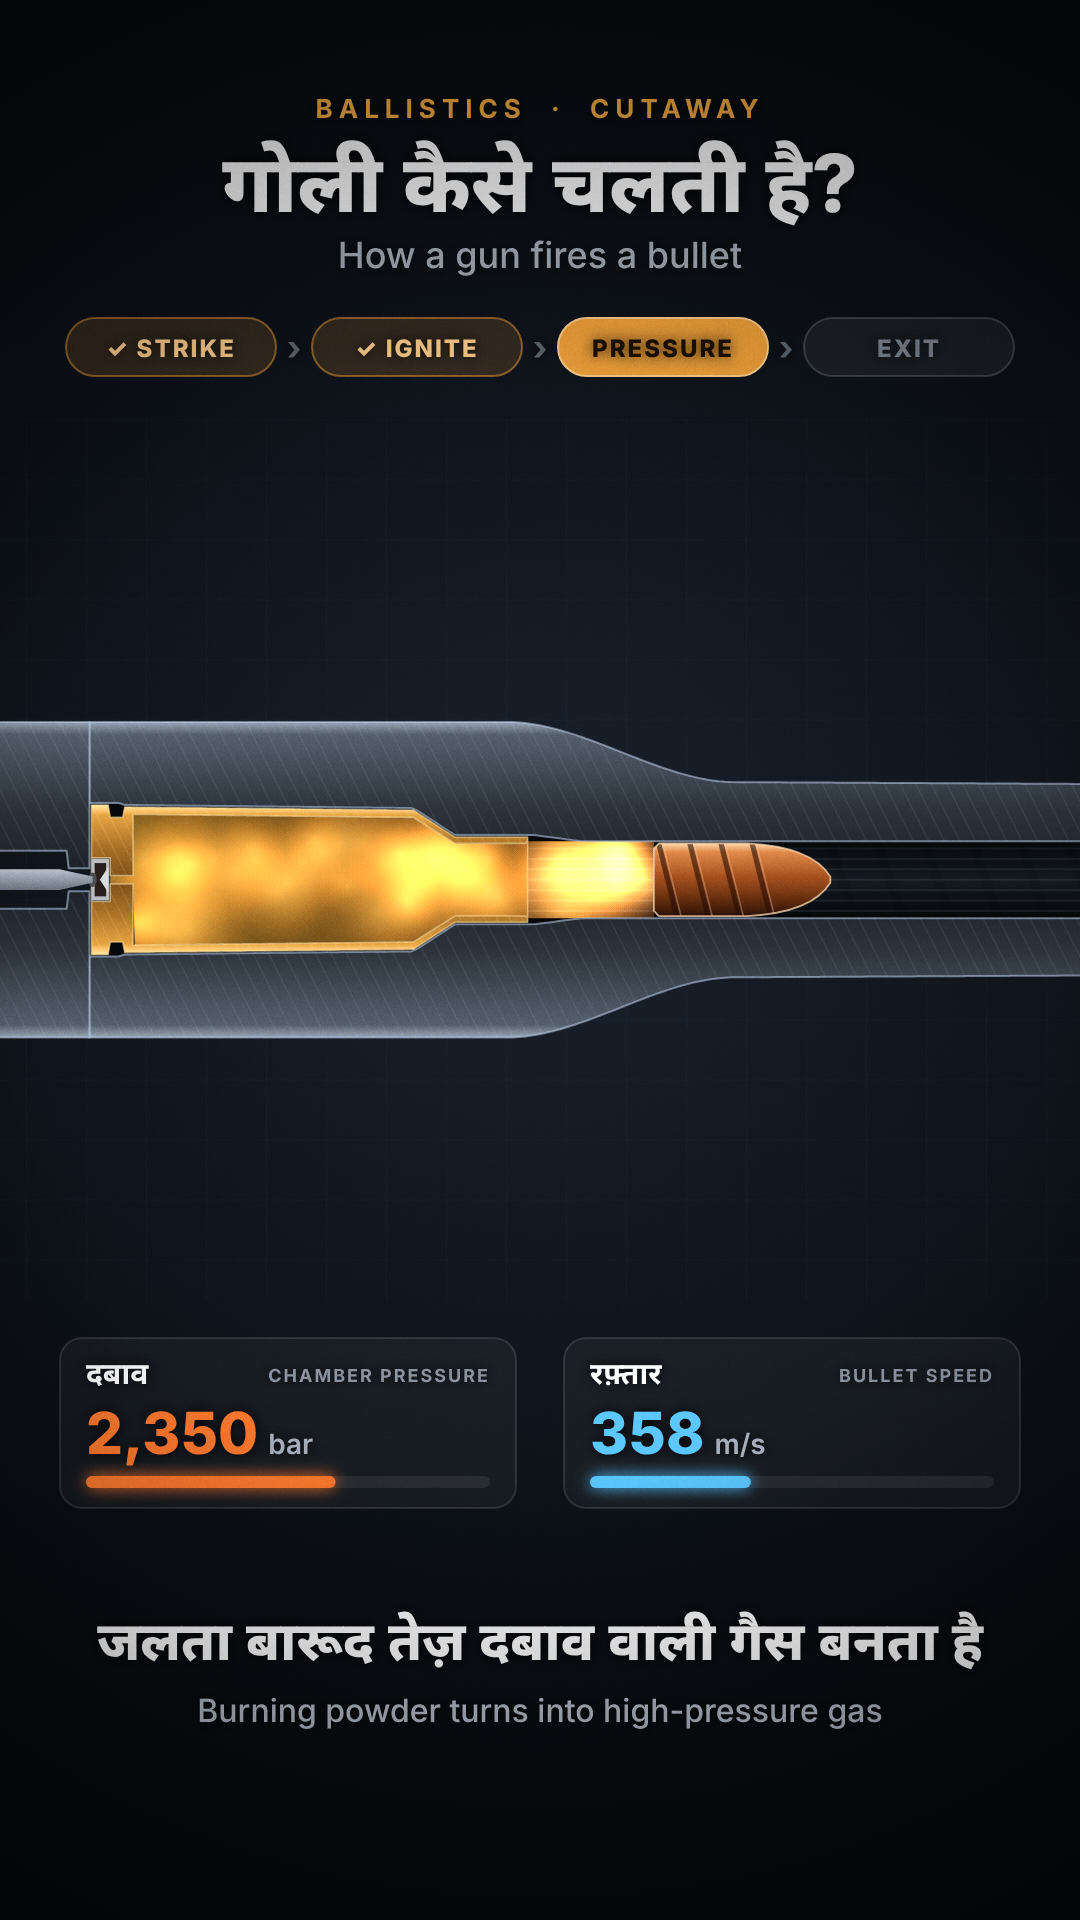 BALLISTICS · CUTAWAY
गोली कैसे चलती है?
How a gun fires a bullet
✓ STRIKE › ✓ IGNITE › PRESSURE › EXIT
दबाव CHAMBER PRESSURE
2,350 bar
रफ़्तार BULLET SPEED
358 m/s
जलता बारूद तेज़ दबाव वाली गैस बनता है
Burning powder turns into high-pressure gas